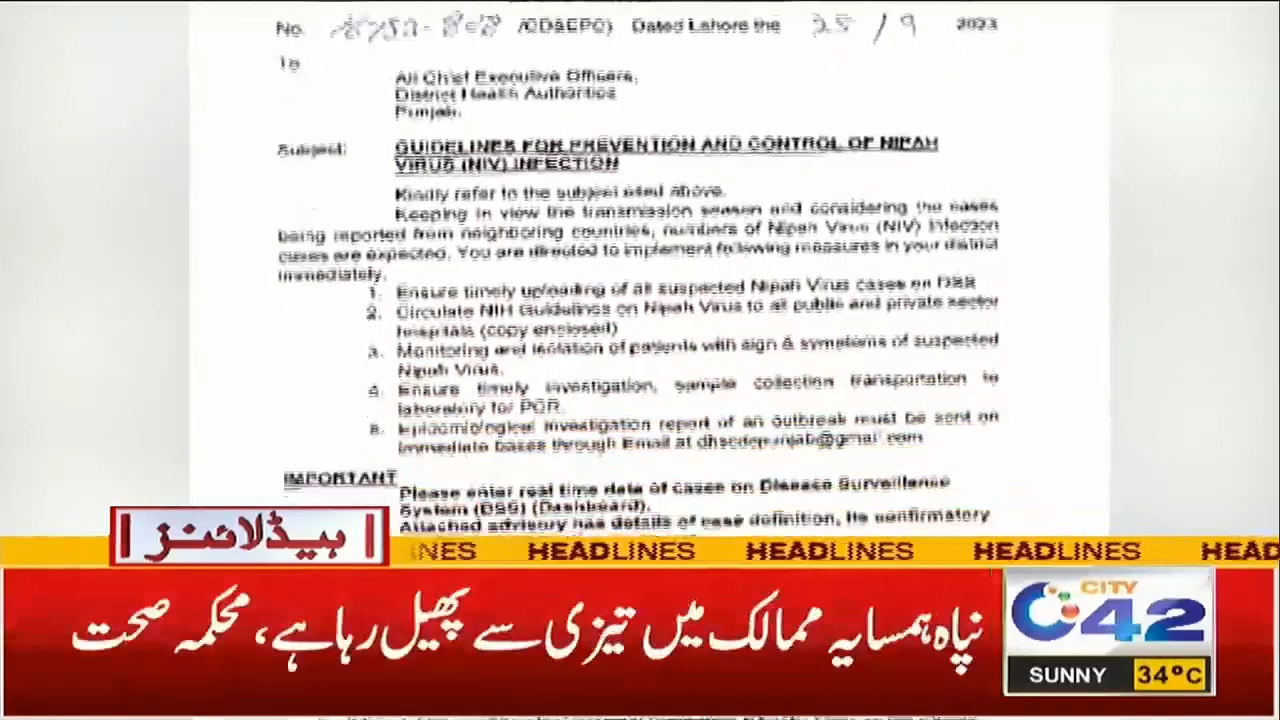 No. /CD&EPC) Dated Lahore the 25/9 2023
To
All Chief Executive Officers,
District Health Authorities
Punjab.
Subject: GUIDELINES FOR PREVENTION AND CONTROL OF NIPAH
VIRUS (NIV) INFECTION
Kindly refer to the subject cited above.
Keeping in view the transmission season and considering the cases
being reported from neighboring countries, numbers of Nipah Virus (NIV) Infection
cases are expected. You are directed to implement following measures in your district
immediately.
1. Ensure timely uploading of all suspected Nipah Virus cases on DSS
2. Circulate NIH Guidelines on Nipah Virus to all public and private sector
hospitals (copy enclosed)
3. Monitoring and isolation of patients with sign & symptoms of suspected
Nipah Virus.
4. Ensure timely investigation, sample collection transportation to
laboratory for PCR.
5. Epidemiological investigation report of an outbreak must be sent on
immediate bases through Email at dhscdcpunjab@gmail.com
IMPORTANT
Please enter real time data of cases on Disease Surveillance
System (DSS) (Dashboard).
Attached advisory has details of case definition, its confirmatory
ہیڈلائنز
INES HEADLINES HEADLINES HEADLINES HEAD
نپاہ ہمسایہ ممالک میں تیزی سے پھیل رہا ہے، محکمہ صحت
CITY
42
SUNNY 34°C